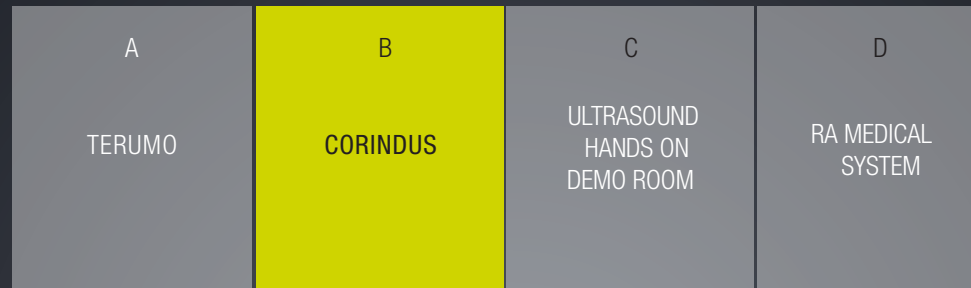 A
TERUMO
B
CORINDUS
C
ULTRASOUND
HANDS ON
DEMO ROOM
D
RA MEDICAL
SYSTEM